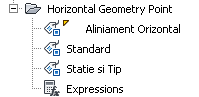 Horizontal Geometry Point
Aliniament Orizontal
Standard
Statie si Tip
Expressions